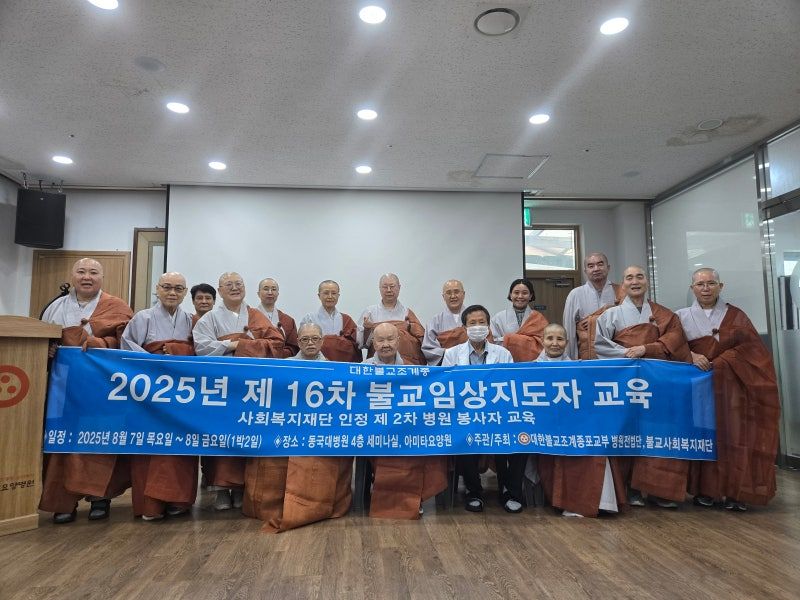 대한불교조계종
2025년 제 16차 불교임상지도자 교육
사회복지재단 인정 제 2차 병원 봉사자 교육
◈일정 : 2025년 8월 7일 목요일 ~ 8일 금요일(1박2일) ◈장소 : 동국대병원 4층 세미나실, 아미타요양원 ◈주관/주최 : 대한불교조계종포교부 병원전법단, 불교사회복지재단
요양병원